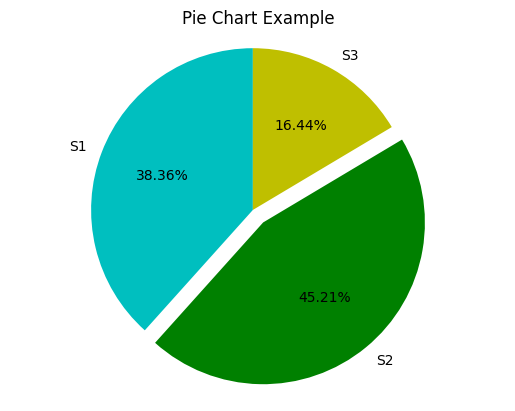 Pie Chart Example
S3
16.44%
S1
38.36%
45.21%
S2